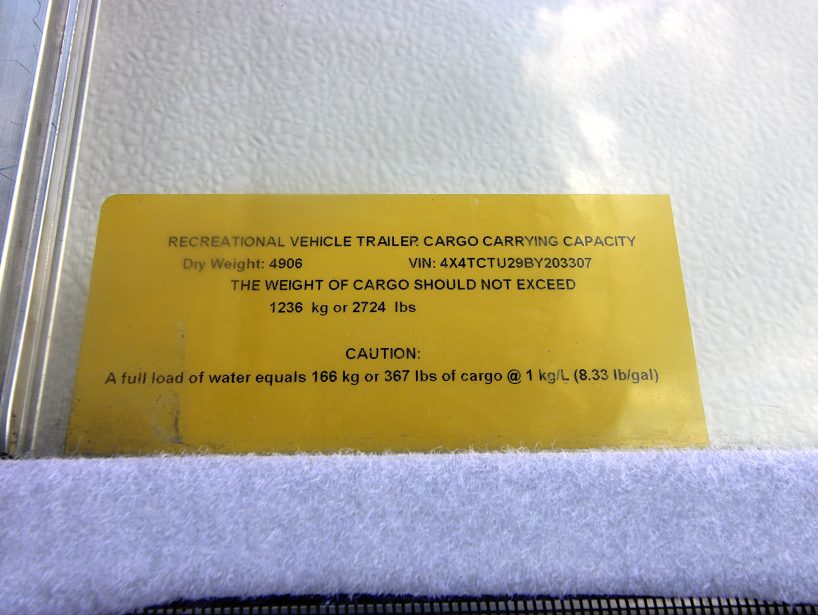 RECREATIONAL VEHICLE TRAILER CARGO CARRYING CAPACITY
Dry Weight: 4906 VIN: 4X4TCTU29BY203307
THE WEIGHT OF CARGO SHOULD NOT EXCEED
1236 kg or 2724 lbs
CAUTION:
A full load of water equals 166 kg or 367 lbs of cargo @ 1 kg/L (8.33 lb/gal)